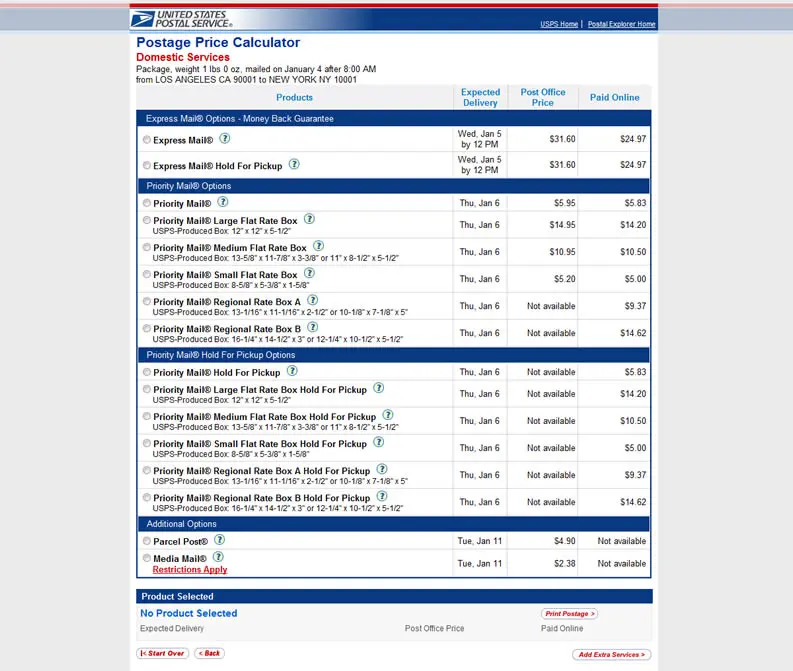 UNITED STATES
POSTAL SERVICE®
USPS Home | Postal Explorer Home
Postage Price Calculator
Domestic Services
Package, weight 1 lbs 0 oz, mailed on January 4 after 8:00 AM
from LOS ANGELES CA 90001 to NEW YORK NY 10001
Products Expected Delivery Post Office Price Paid Online
Express Mail® Options - Money Back Guarantee
Express Mail® ? Wed, Jan 5 by 12 PM $31.60 $24.97
Express Mail® Hold For Pickup ? Wed, Jan 5 by 12 PM $31.60 $24.97
Priority Mail® Options
Priority Mail® ? Thu, Jan 6 $5.95 $5.83
Priority Mail® Large Flat Rate Box ? Thu, Jan 6 $14.95 $14.20
USPS-Produced Box: 12" x 12" x 5-1/2"
Priority Mail® Medium Flat Rate Box ? Thu, Jan 6 $10.95 $10.50
USPS-Produced Box: 13-5/8" x 11-7/8" x 3-3/8" or 11" x 8-1/2" x 5-1/2"
Priority Mail® Small Flat Rate Box ? Thu, Jan 6 $5.20 $5.00
USPS-Produced Box: 8-5/8" x 5-3/8" x 1-5/8"
Priority Mail® Regional Rate Box A ? Thu, Jan 6 Not available $9.37
USPS-Produced Box: 13-1/16" x 11-1/16" x 2-1/2" or 10-1/8" x 7-1/8" x 5"
Priority Mail® Regional Rate Box B ? Thu, Jan 6 Not available $14.62
USPS-Produced Box: 16-1/4" x 14-1/2" x 3" or 12-1/4" x 10-1/2" x 5-1/2"
Priority Mail® Hold For Pickup Options
Priority Mail® Hold For Pickup ? Thu, Jan 6 Not available $5.83
Priority Mail® Large Flat Rate Box Hold For Pickup ? Thu, Jan 6 Not available $14.20
USPS-Produced Box: 12" x 12" x 5-1/2"
Priority Mail® Medium Flat Rate Box Hold For Pickup ? Thu, Jan 6 Not available $10.50
USPS-Produced Box: 13-5/8" x 11-7/8" x 3-3/8" or 11" x 8-1/2" x 5-1/2"
Priority Mail® Small Flat Rate Box Hold For Pickup ? Thu, Jan 6 Not available $5.00
USPS-Produced Box: 8-5/8" x 5-3/8" x 1-5/8"
Priority Mail® Regional Rate Box A Hold For Pickup ? Thu, Jan 6 Not available $9.37
USPS-Produced Box: 13-1/16" x 11-1/16" x 2-1/2" or 10-1/8" x 7-1/8" x 5"
Priority Mail® Regional Rate Box B Hold For Pickup ? Thu, Jan 6 Not available $14.62
USPS-Produced Box: 16-1/4" x 14-1/2" x 3" or 12-1/4" x 10-1/2" x 5-1/2"
Additional Options
Parcel Post® ? Tue, Jan 11 $4.90 Not available
Media Mail® ? Tue, Jan 11 $2.38 Not available
Restrictions Apply
Product Selected
No Product Selected Print Postage >
Expected Delivery Post Office Price Paid Online
|< Start Over < Back Add Extra Services >